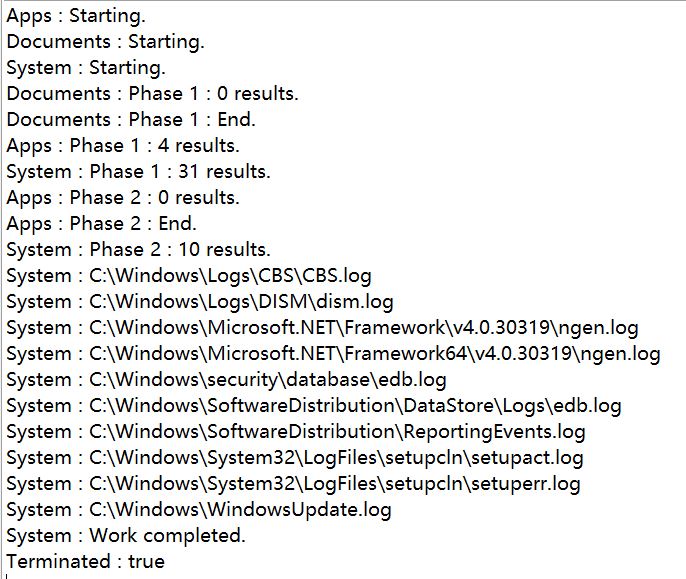 Apps : Starting.
Documents : Starting.
System : Starting.
Documents : Phase 1 : 0 results.
Documents : Phase 1 : End.
Apps : Phase 1 : 4 results.
System : Phase 1 : 31 results.
Apps : Phase 2 : 0 results.
Apps : Phase 2 : End.
System : Phase 2 : 10 results.
System : C:\Windows\Logs\CBS\CBS.log
System : C:\Windows\Logs\DISM\dism.log
System : C:\Windows\Microsoft.NET\Framework\v4.0.30319\ngen.log
System : C:\Windows\Microsoft.NET\Framework64\v4.0.30319\ngen.log
System : C:\Windows\security\database\edb.log
System : C:\Windows\SoftwareDistribution\DataStore\Logs\edb.log
System : C:\Windows\SoftwareDistribution\ReportingEvents.log
System : C:\Windows\System32\LogFiles\setupcln\setupact.log
System : C:\Windows\System32\LogFiles\setupcln\setuperr.log
System : C:\Windows\WindowsUpdate.log
System : Work completed.
Terminated : true